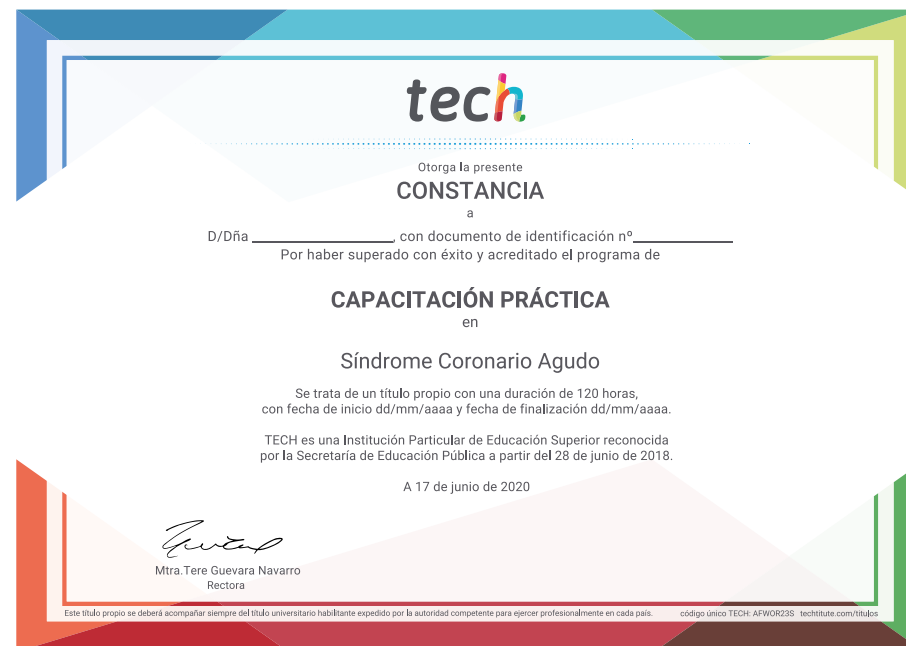 tech
Otorga la presente
CONSTANCIA
a
D/Dña ____________________, con documento de identificación nº______________
Por haber superado con éxito y acreditado el programa de
CAPACITACIÓN PRÁCTICA
en
Síndrome Coronario Agudo
Se trata de un título propio con una duración de 120 horas,
con fecha de inicio dd/mm/aaaa y fecha de finalización dd/mm/aaaa.
TECH es una Institución Particular de Educación Superior reconocida
por la Secretaría de Educación Pública a partir del 28 de junio de 2018.
A 17 de junio de 2020
Mtra.Tere Guevara Navarro
Rectora
Este título propio se deberá acompañar siempre del título universitario habilitante expedido por la autoridad competente para ejercer profesionalmente en cada país. código único TECH: AFWOR23S techtitute.com/titulos